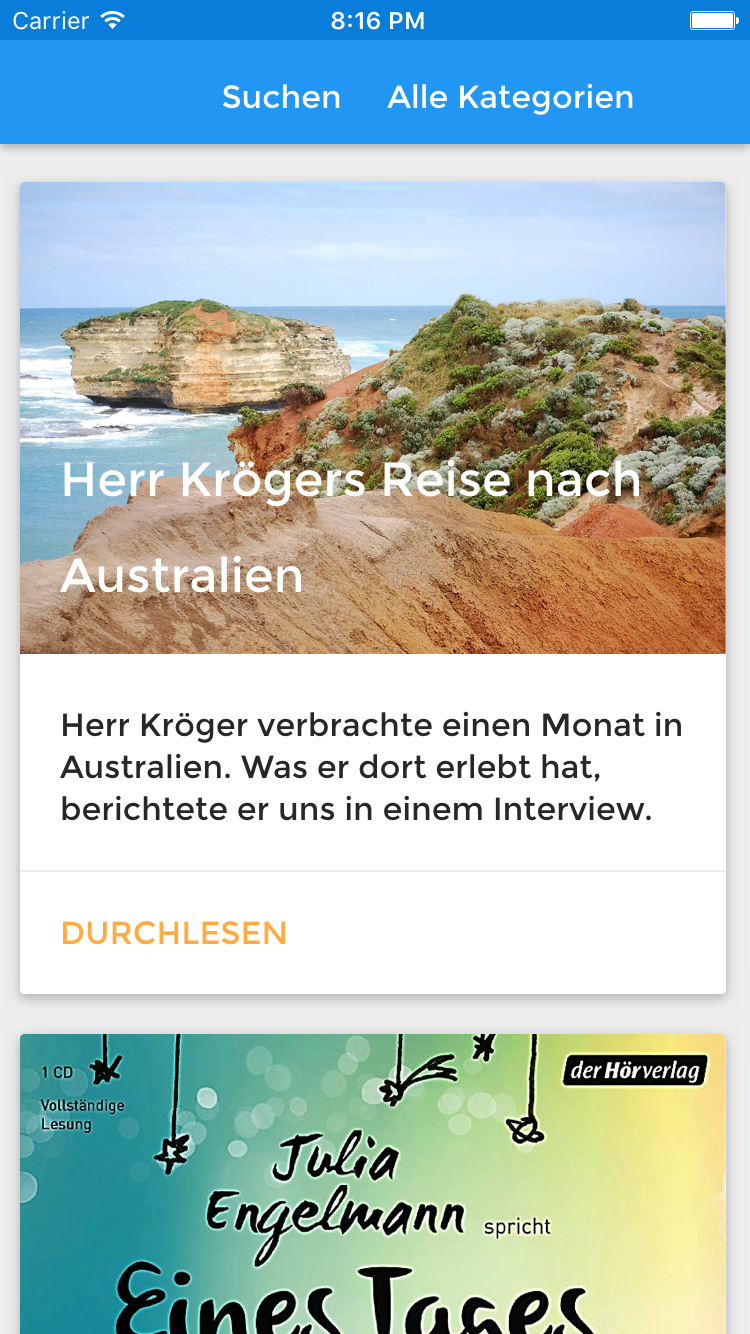 Carrier 8:16 PM
Suchen Alle Kategorien
Herr Krögers Reise nach
Australien
Herr Kröger verbrachte einen Monat in
Australien. Was er dort erlebt hat,
berichtete er uns in einem Interview.
DURCHLESEN
1 CD
Vollständige
Lesung
der Hörverlag
Julia
Engelmann spricht
Eines Tages